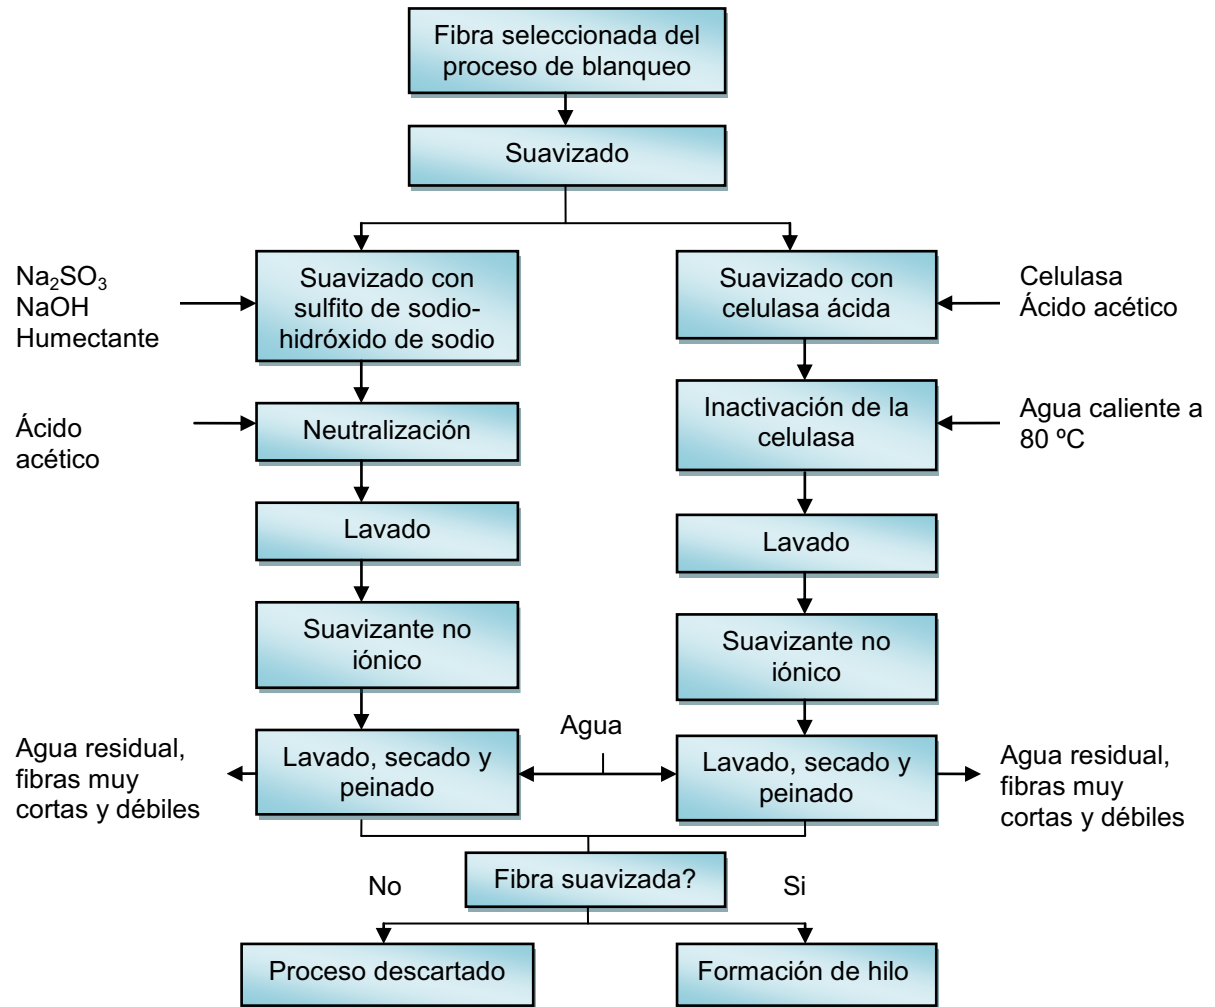 Fibra seleccionada del
proceso de blanqueo
Suavizado
Na₂SO₃
NaOH
Humectante
Suavizado con
sulfito de sodio-
hidróxido de sodio
Suavizado con
celulasa ácida
Celulasa
Ácido acético
Ácido
acético
Neutralización
Inactivación de la
celulasa
Agua caliente a
80 ºC
Lavado
Lavado
Suavizante no
iónico
Suavizante no
iónico
Agua residual,
fibras muy
cortas y débiles
Lavado, secado y
peinado
Agua
Lavado, secado y
peinado
Agua residual,
fibras muy
cortas y débiles
No
Fibra suavizada?
Si
Proceso descartado
Formación de hilo